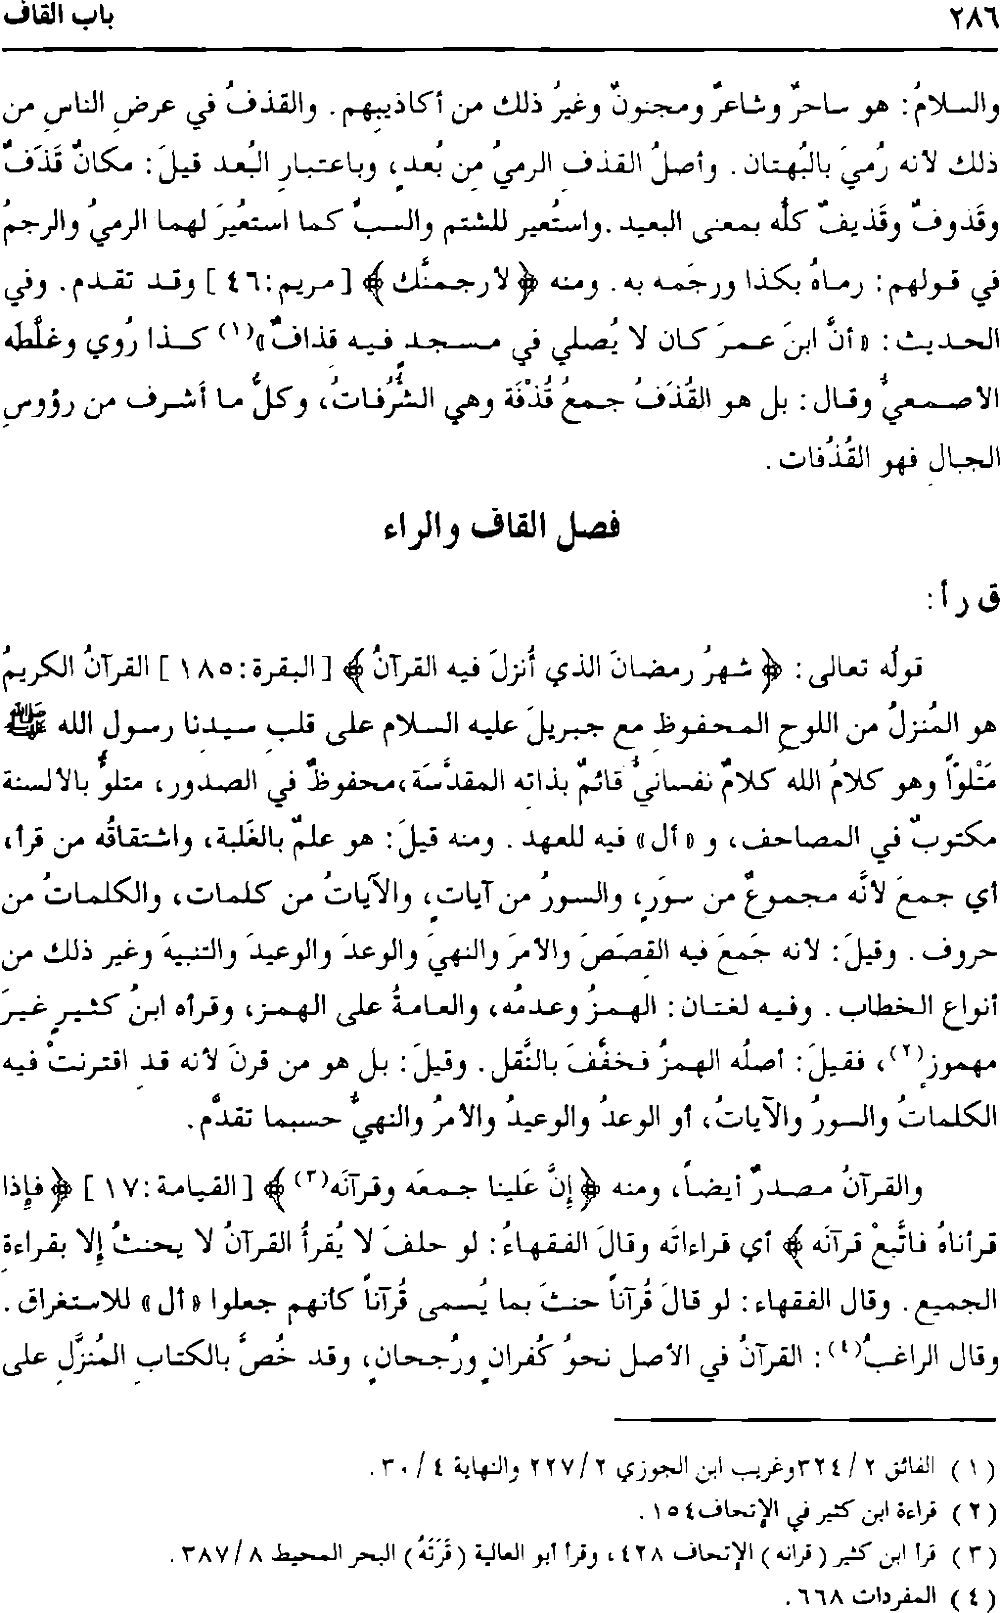 ٢٨٦ باب القاف
والسلامُ: هو ساحرٌ وشاعرٌ ومجنونٌ وغيرُ ذلك من أكاذيبِهم. والقذفُ في عرضِ الناسِ من
ذلك لأنه رُميَ بالبُهتان. وأصلُ القذفِ الرميُ مِن بُعدٍ، وباعتبارِ البُعد قيلَ: مكانٌ قَذَفٌ
وقَذوفٌ وقَذيفٌ كلُّه بمعنى البعيد. واستُعير للشتم والسبِّ كما استعُيرَ لهما الرميُ والرجمُ
في قولهم: رماهُ بكذا ورجَمه به. ومنه ﴿لأرجمنَّك﴾ [مريم:٤٦] وقد تقدم. وفي
الحديث: «أنَّ ابنَ عمرَ كان لا يُصلي في مسجدٍ فيه قذافٌ»(١) كذا رُوي وغلَّطَه
الأصمعيُّ وقال: بل هو القُذَفُ جمعُ قُذْفَة وهي الشُّرُفاتُ، وكلُّ ما أشرف من رؤوسِ
الجبالِ فهو القُذُفات.
فصل القاف والراء
ق ر أ:
قولُه تعالى: ﴿شهرُ رمضانَ الذي أُنزلَ فيه القرآنُ﴾ [البقرة:١٨٥] القرآنُ الكريمُ
هو المُنزلُ من اللوحِ المحفوظِ مع جبريلَ عليه السلام على قلبِ سيدِنا رسول الله ﷺ
مَتْلوّاً وهو كلامُ الله كلامٌ نفسانيٌّ قائمٌ بذاته المقدَّسَة،محفوظٌ في الصدور، متلوٌّ بالألسنة
مكتوبٌ في المصاحف، و «أل» فيه للعهد. ومنه قيلَ: هو علمٌ بالغَلبة، واشتقاقُه من قرأ،
أي جمعَ لأنَّه مجموعٌ من سوَرٍ، والسورُ من آياتٍ، والآياتُ من كلمات، والكلماتُ من
حروف. وقيلَ: لأنه جَمعَ فيه القِصَصَ والأمرَ والنهيَ والوعدَ والوعيدَ والتنبيهَ وغير ذلك من
أنواع الخطاب. وفيه لغتان: الهمزُ وعدمُه، والعامةُ على الهمز، وقرأه ابنُ كثيرٍ غيرَ
مهموزٍ(٢)، فقيلَ: أصلُه الهمزُ فخفَّفَ بالنَّقل. وقيلَ: بل هو من قرنَ لأنه قدِ اقترنتْ فيه
الكلماتُ والسورُ والآياتُ، أو الوعدُ والوعيدُ والأمرُ والنهيُّ حسبما تقدَّم.
والقرآنُ مصدرٌ أيضاً، ومنه ﴿إِنَّ عَلينا جمعَه وقرآنَه(٣)﴾ [القيامة:١٧] ﴿فإِذا
قرأناهُ فاتَّبعْ قرآنَه﴾ أي قراءاتَه وقالَ الفقهاءُ: لو حلفَ لا يُقرأُ القرآنُ لا يحنثُ إلا بقراءةِ
الجميع. وقال الفقهاء: لو قالَ قُرآناً حنثَ بما يُسمى قُرآناً كأنهم جعلوا «أل» للاستغراق.
وقال الراغبُ(٤): القرآنُ في الأصل نحوُ كُفرانٍ ورُجحانٍ، وقد خُصَّ بالكتابِ المُنزَّلِ على
(١) الفائق ٢/ ٣٢٤وغريب ابن الجوزي ٢/ ٢٢٧ والنهاية ٤/ ٣٠.
(٢) قراءة ابن كثير في الإتحاف١٥٤.
(٣) قرأ ابن كثير (قرانه) الإتحاف ٤٢٨، وقرأ أبو العالية (قَرَتَهُ) البحر المحيط ٨/ ٣٨٧.
(٤) المفردات ٦٦٨.